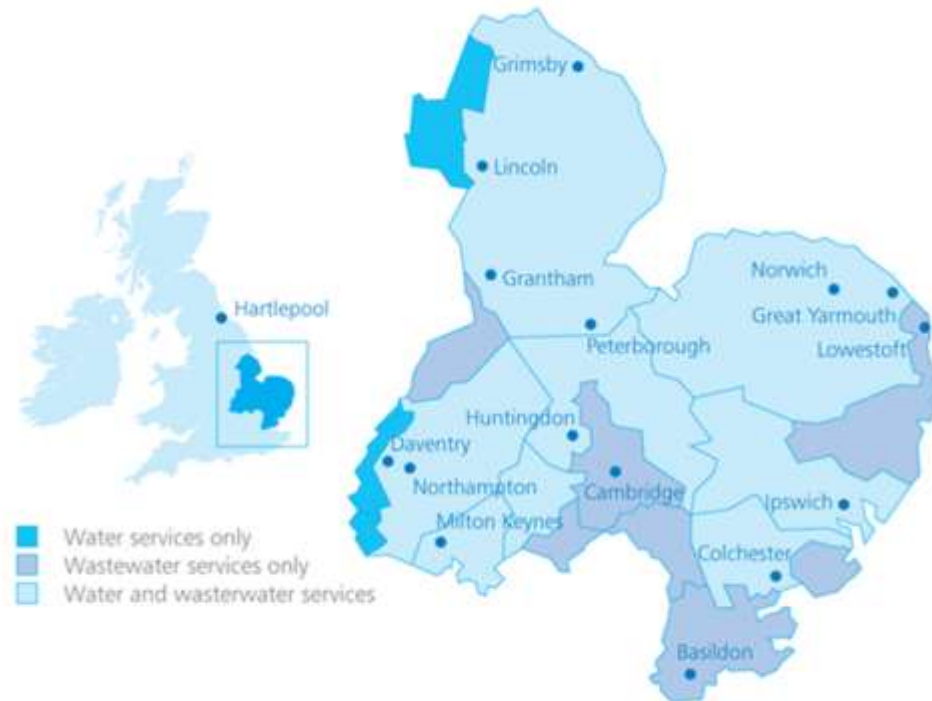 Grimsby
Lincoln
Hartlepool
Grantham
Norwich
Great Yarmouth
Peterborough
Lowestoft
Huntingdon
Daventry
Northampton
Cambridge
Ipswich
Milton Keynes
Water services only
Colchester
Wastewater services only
Water and wasterwater services
Basildon